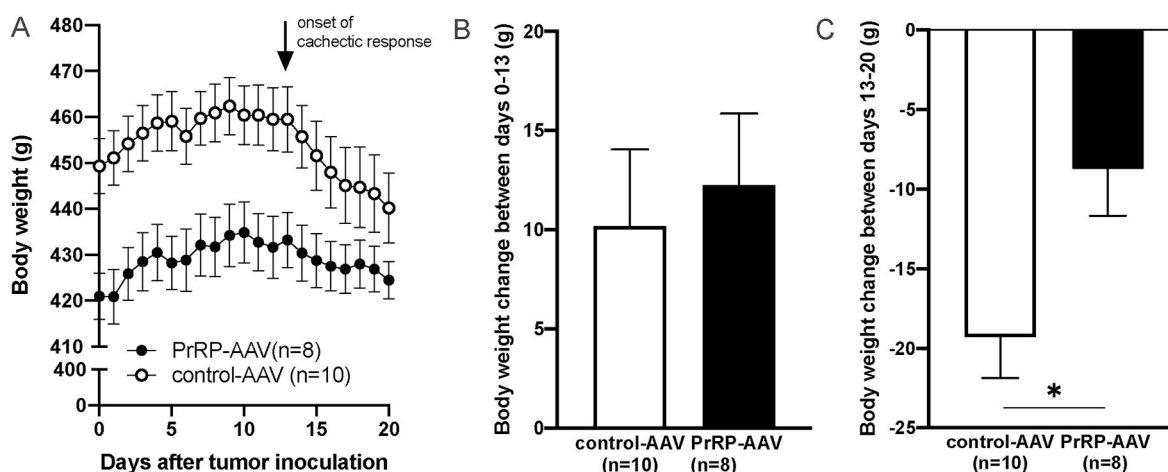 A
480
470
460
450
440
430
420
410
400
0
Body weight (g)
onset of
cachectic response
PrRP-AAV(n=8)
control-AAV (n=10)
0 5 10 15 20
Days after tumor inoculation
B
Body weight change between days 0-13 (g)
20
15
10
5
0
control-AAV PrRP-AAV
(n=10) (n=8)
C
Body weight change between days 13-20 (g)
0
-5
-10
-15
-20
-25
*
control-AAV PrRP-AAV
(n=10) (n=8)